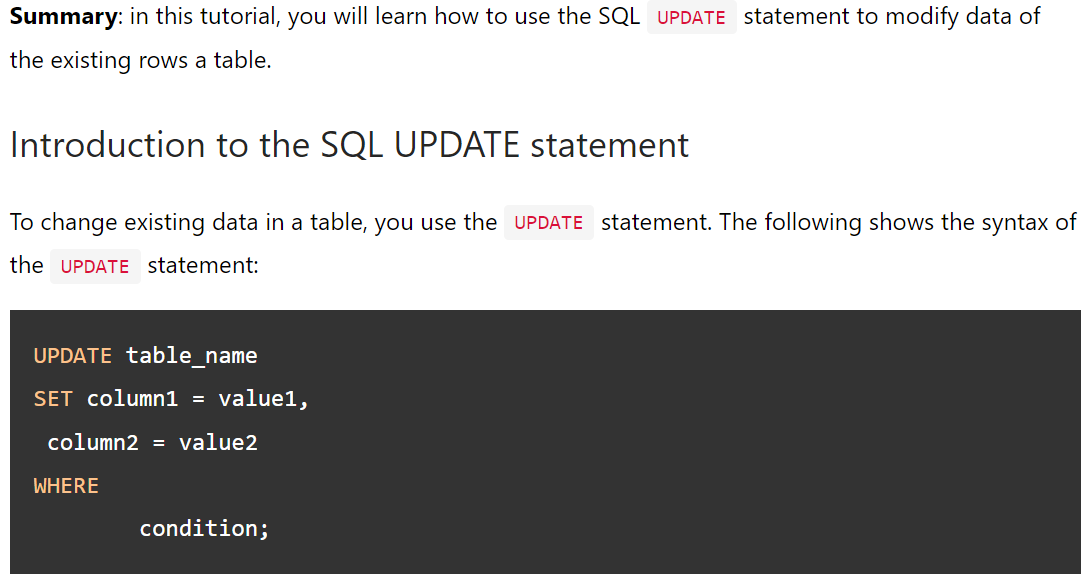 Summary: in this tutorial, you will learn how to use the SQL UPDATE statement to modify data of
the existing rows a table.
Introduction to the SQL UPDATE statement
To change existing data in a table, you use the UPDATE statement. The following shows the syntax of
the UPDATE statement:
UPDATE table_name
SET column1 = value1,
 column2 = value2
WHERE
        condition;